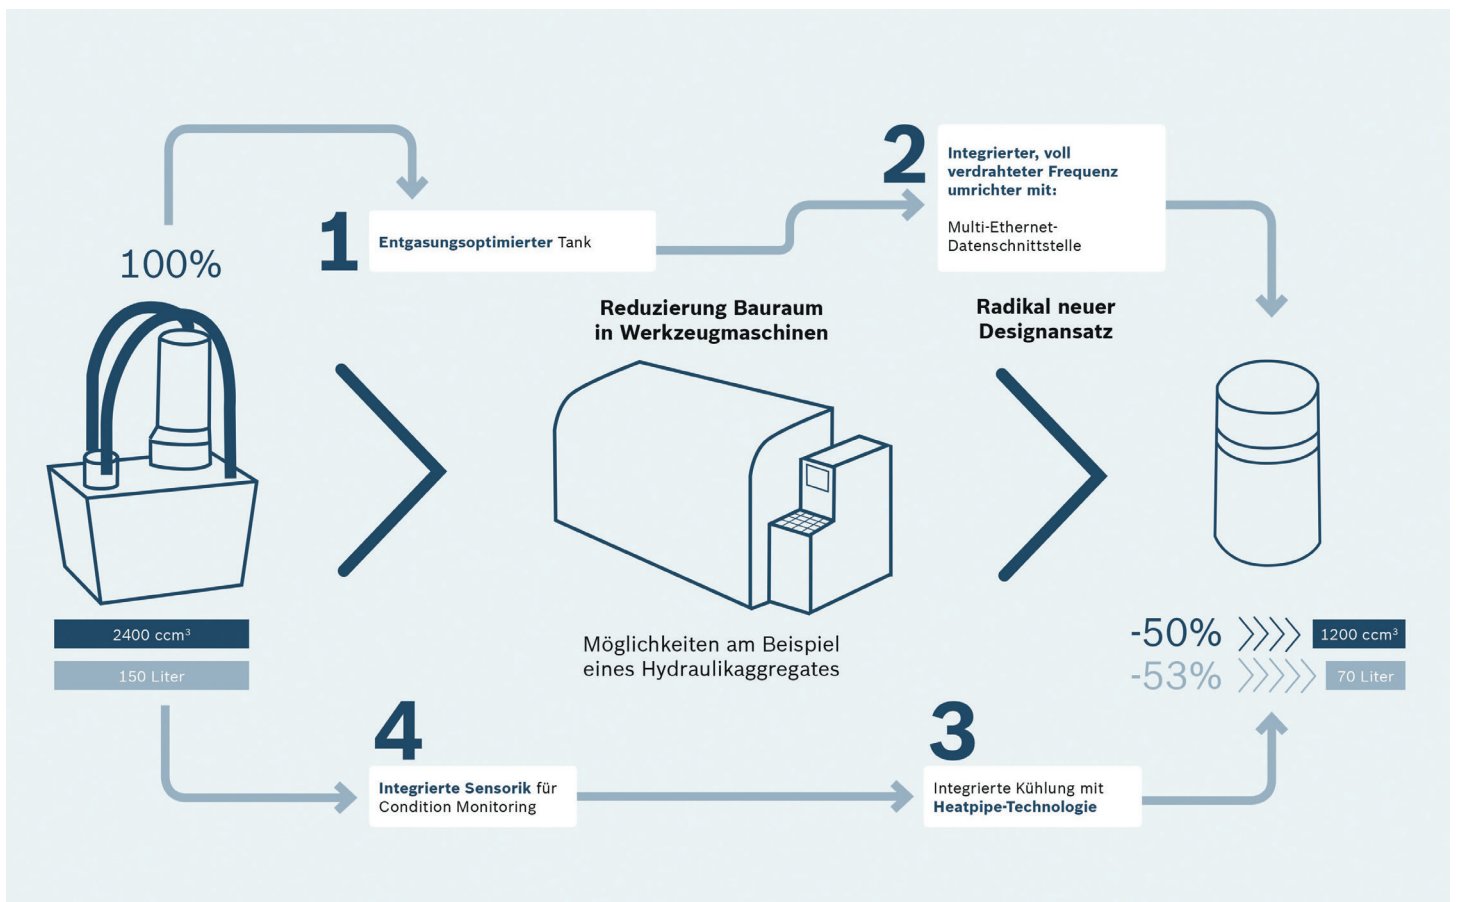 100%
1
Entgasungsoptimierter Tank
2
Integrierter, voll
verdrahteter Frequenz
umrichter mit:
Multi-Ethernet-
Datenschnittstelle
Reduzierung Bauraum
in Werkzeugmaschinen
Radikal neuer
Designansatz
2400 ccm³
150 Liter
Möglichkeiten am Beispiel
eines Hydraulikaggregates
-50%
1200 ccm³
-53%
70 Liter
4
Integrierte Sensorik für
Condition Monitoring
3
Integrierte Kühlung mit
Heatpipe-Technologie